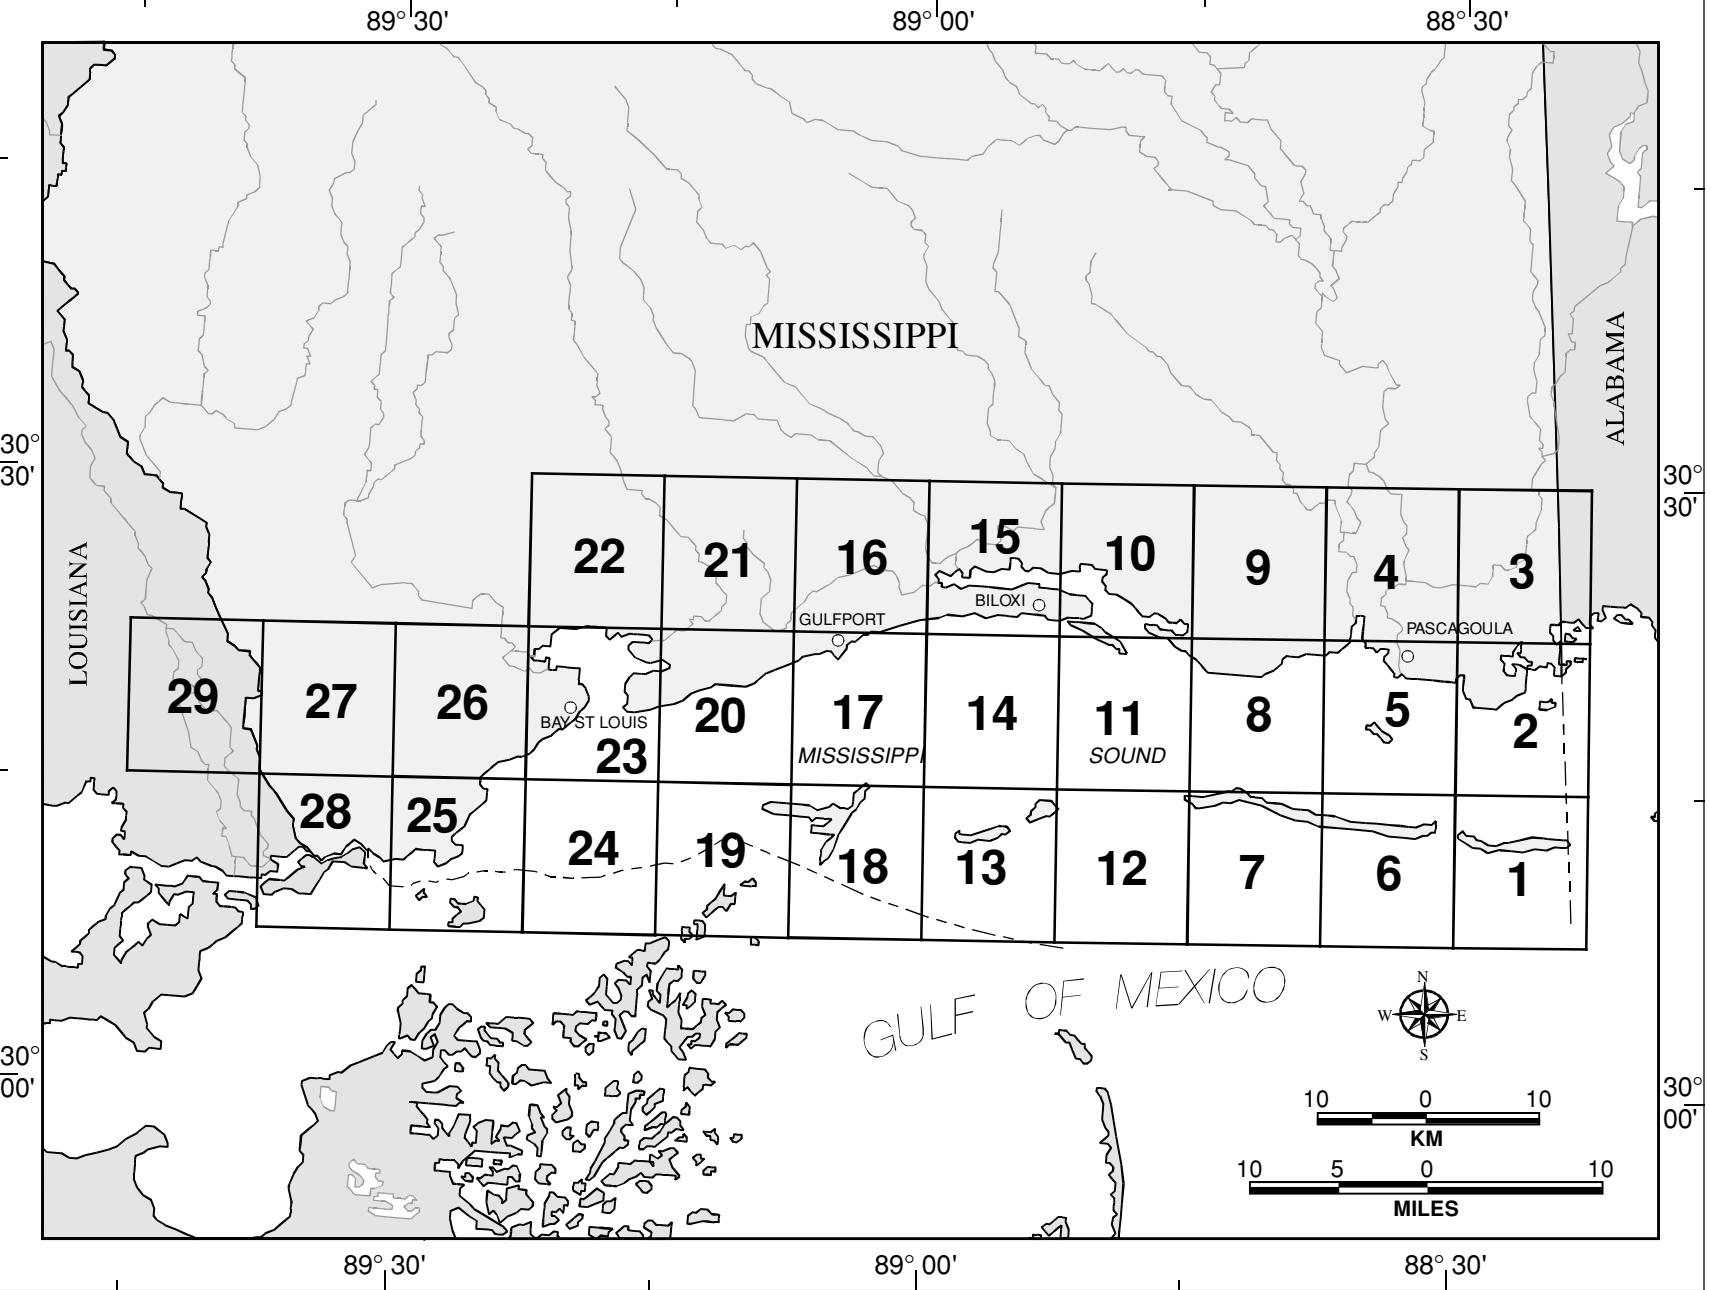 89° 30'
89° 00'
88° 30'
MISSISSIPPI
ALABAMA
LOUISIANA
30°
30'
30°
30'
22
21
16
15
10
9
4
3
BILOXI
GULFPORT
PASCAGOULA
29
27
26
BAY ST LOUIS
23
20
17
14
11
8
5
2
MISSISSIPPI
SOUND
28
25
24
19
18
13
12
7
6
1
GULF OF MEXICO
N
W
E
S
30°
00'
30°
00'
10 0 10
KM
10 5 0 10
MILES
89° 30'
89° 00'
88° 30'